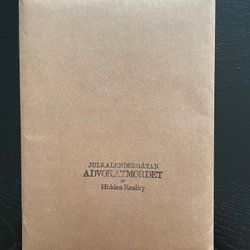 JULKALENDERGÅTAN
ADVOKATMORDET
AV
Hidden Reality